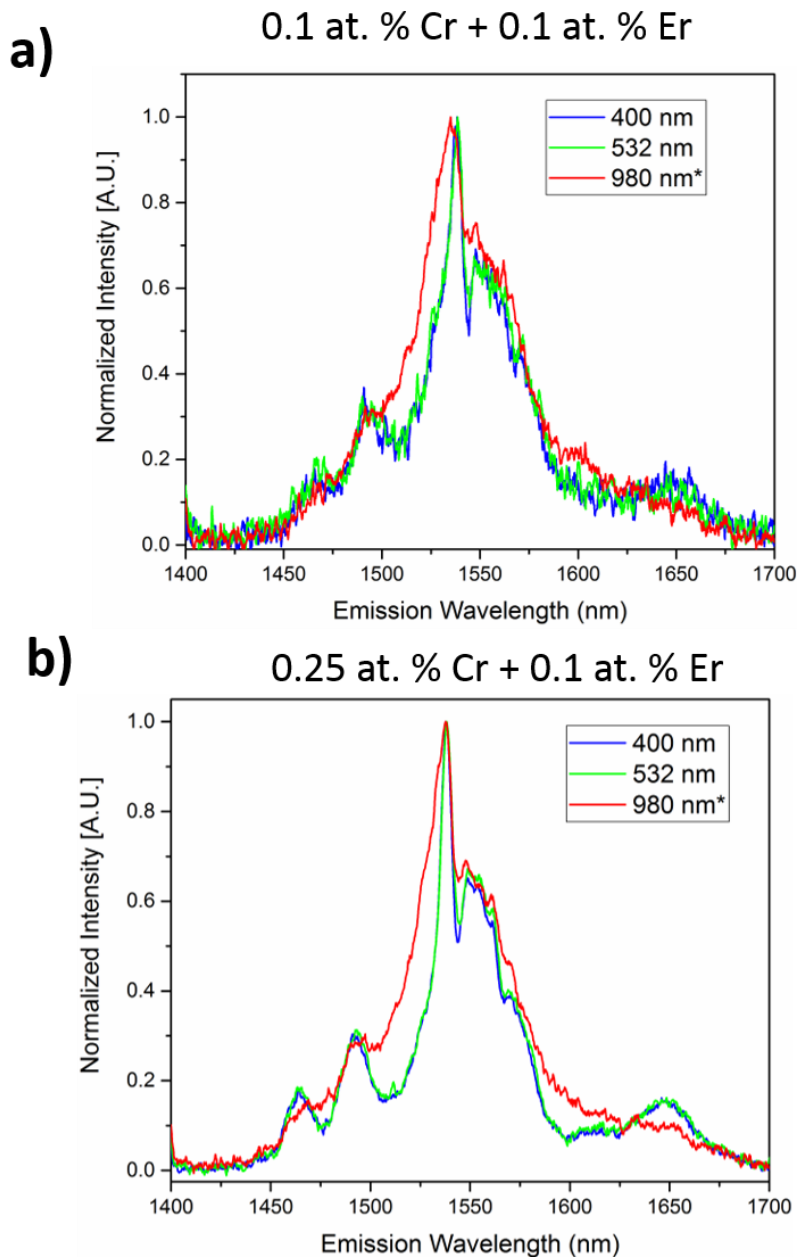 0.1 at. % Cr + 0.1 at. % Er
a)
1.0
0.8
0.6
0.4
0.2
0.0
Normalized Intensity [A.U.]
400 nm
532 nm
980 nm*
1400 1450 1500 1550 1600 1650 1700
Emission Wavelength (nm)
b)
0.25 at. % Cr + 0.1 at. % Er
1.0
0.8
0.6
0.4
0.2
0.0
Normalized Intensity [A.U.]
400 nm
532 nm
980 nm*
1400 1450 1500 1550 1600 1650 1700
Emission Wavelength (nm)